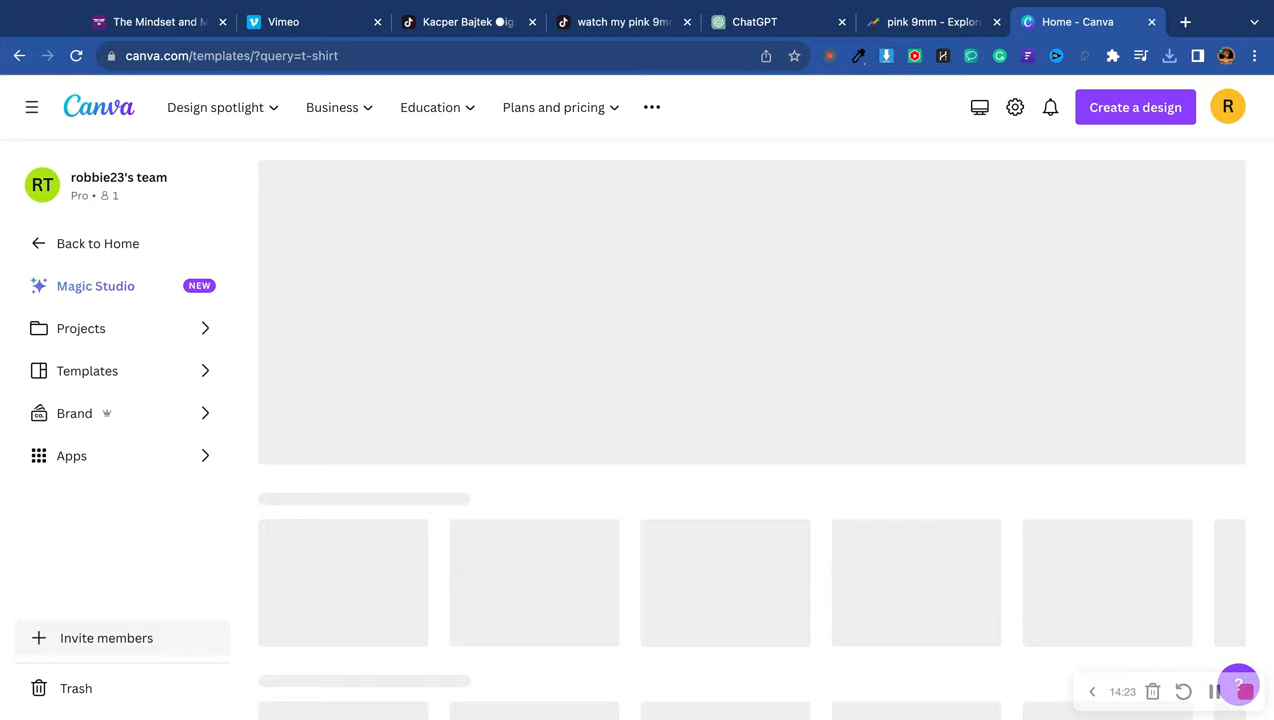 The Mindset and M
Vimeo
Kacper Bajtek
watch my pink 9m
ChatGPT
pink 9mm - Explor
Home - Canva
canva.com/templates/?query=t-shirt
Canva
Design spotlight
Business
Education
Plans and pricing
Create a design
R
RT
robbie23's team
Pro • 1
Back to Home
Magic Studio
NEW
Projects
Templates
Brand
CO.
Apps
Invite members
Trash
14:23
?